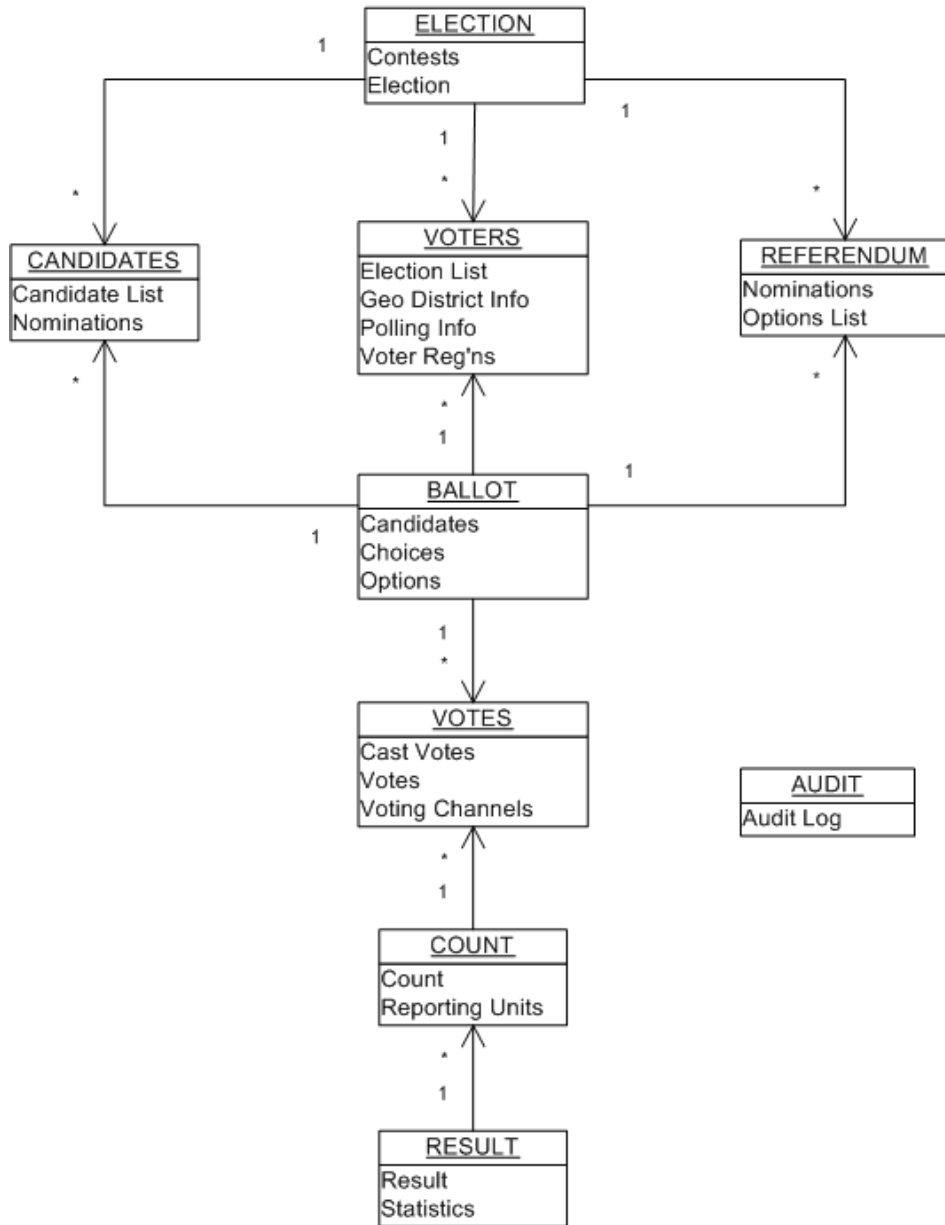 ELECTION
Contests
Election
1
1
1
*
*
*
CANDIDATES
Candidate List
Nominations
VOTERS
Election List
Geo District Info
Polling Info
Voter Reg'ns
REFERENDUM
Nominations
Options List
*
*
*
1
1
1
BALLOT
Candidates
Choices
Options
1
*
VOTES
Cast Votes
Votes
Voting Channels
AUDIT
Audit Log
*
1
COUNT
Count
Reporting Units
*
1
RESULT
Result
Statistics